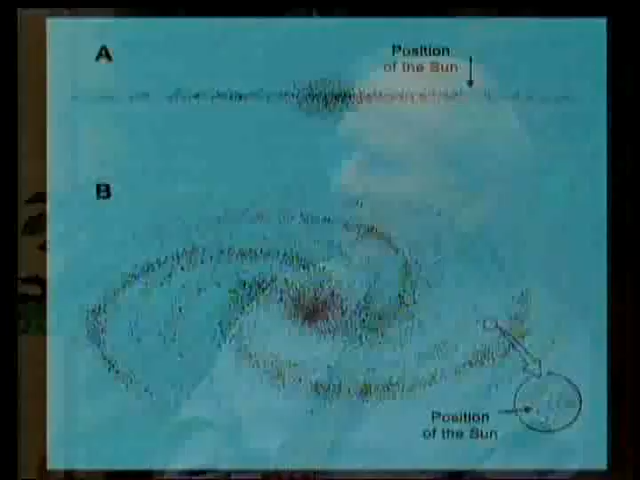 A
Position
of the Sun
B
Position
of the Sun